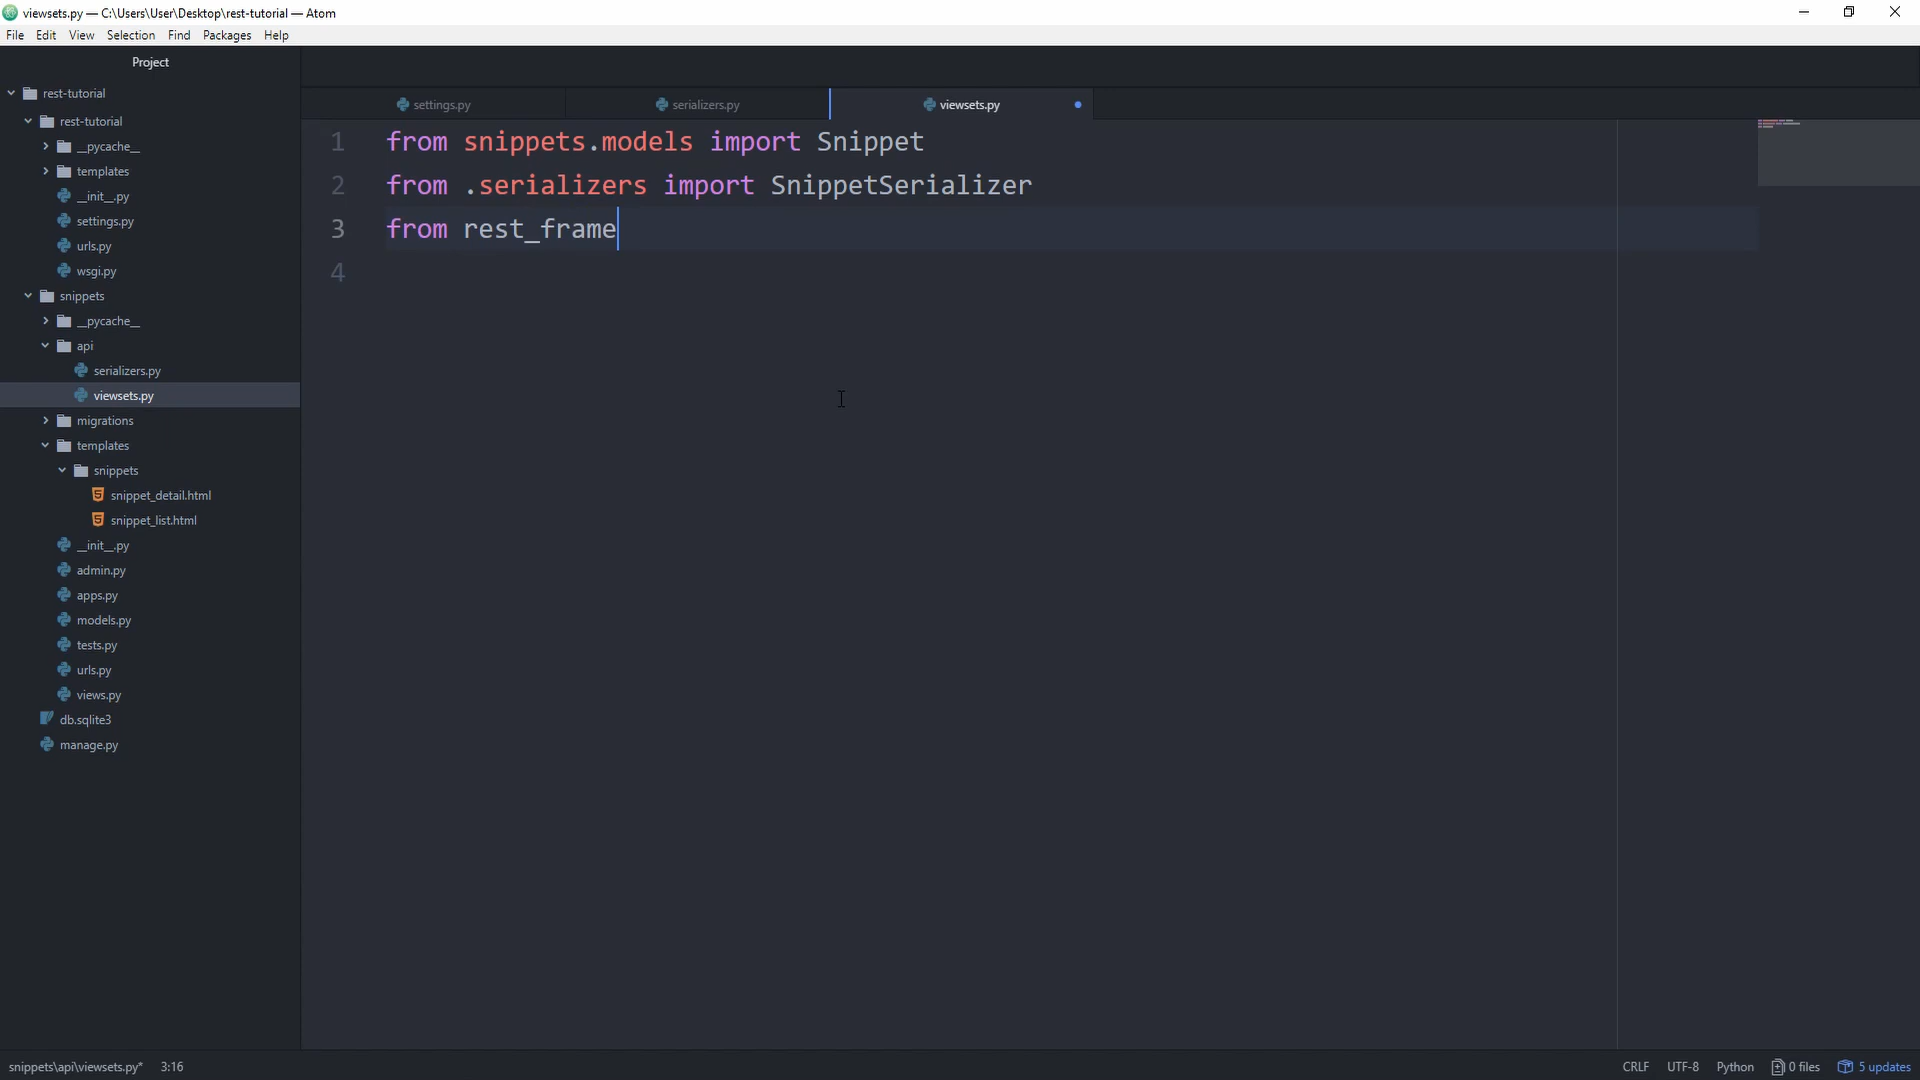 viewsets.py — C:\Users\User\Desktop\rest-tutorial — Atom
File Edit View Selection Find Packages Help
Project
rest-tutorial
rest-tutorial
__pycache__
templates
__init__.py
settings.py
urls.py
wsgi.py
snippets
__pycache__
api
serializers.py
viewsets.py
migrations
templates
snippets
snippet_detail.html
snippet_list.html
__init__.py
admin.py
apps.py
models.py
tests.py
urls.py
views.py
db.sqlite3
manage.py
settings.py serializers.py viewsets.py
1 from snippets.models import Snippet
2 from .serializers import SnippetSerializer
3 from rest_frame
4
snippets\api\viewsets.py* 3:16 CRLF UTF-8 Python 0 files 5 updates